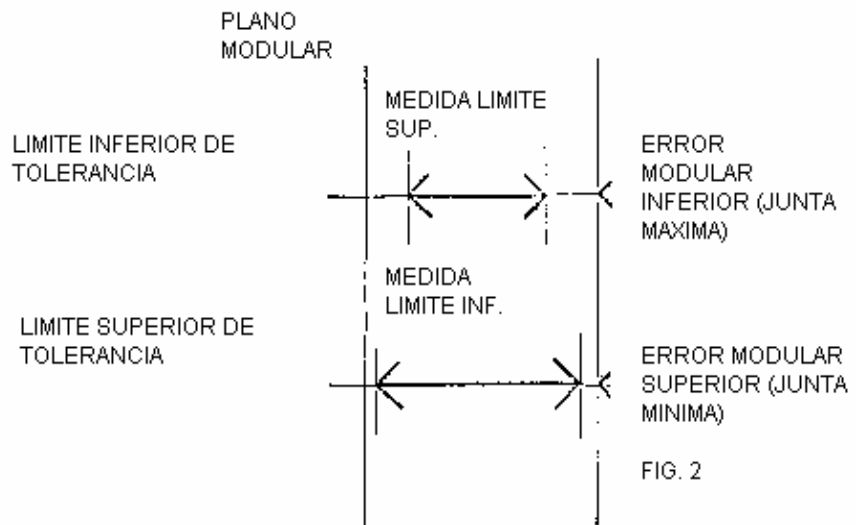 PLANO
MODULAR
MEDIDA LIMITE
SUP.
LIMITE INFERIOR DE
TOLERANCIA
ERROR
MODULAR
INFERIOR (JUNTA
MAXIMA)
MEDIDA
LIMITE INF.
LIMITE SUPERIOR DE
TOLERANCIA
ERROR MODULAR
SUPERIOR (JUNTA
MINIMA)
FIG. 2